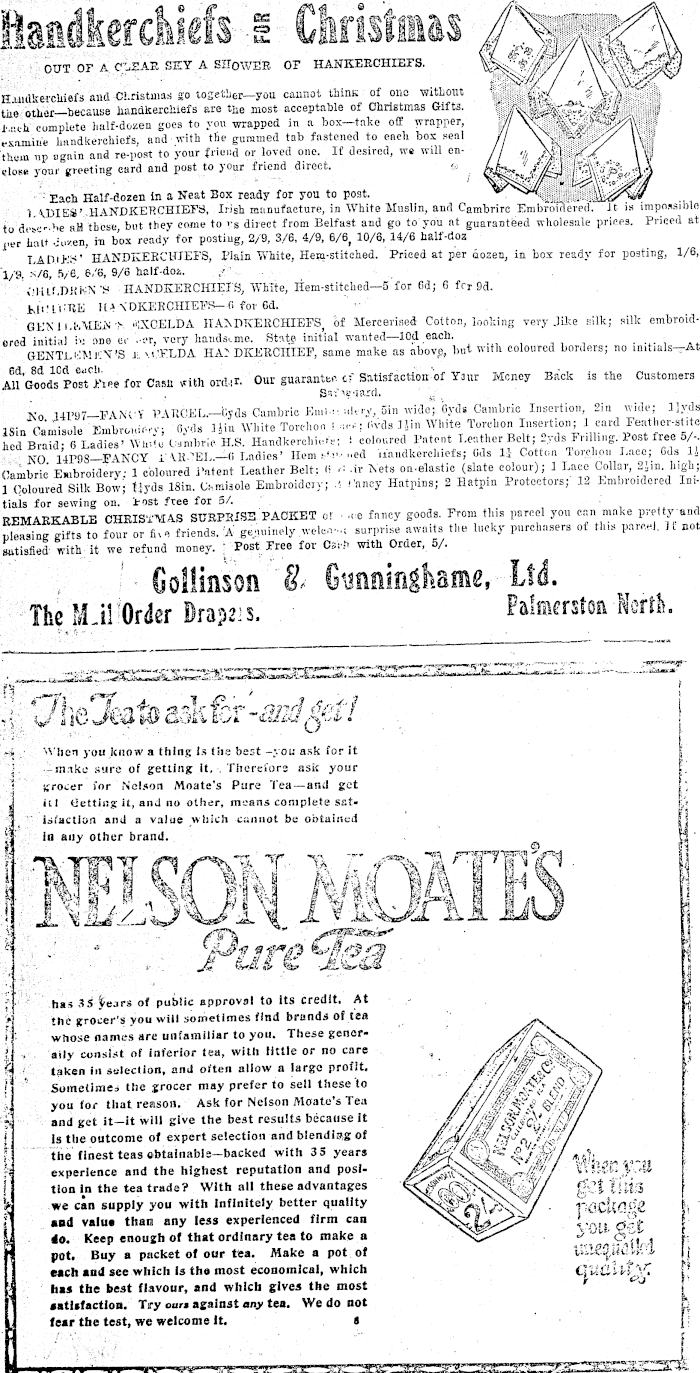 Handkerchiefs FOR Christmas
OUT OF A CLEAR SKY A SHOWER OF HANKERCHIEFS.
Handkerchiefs and Christmas go together—you cannot think of one without
the other—because handkerchiefs are the most acceptable of Christmas Gifts.
Each complete half-dozen goes to you wrapped in a box—take off wrapper,
examine handkerchiefs, and with the gummed tab fastened to each box seal
them up again and re-post to your friend or loved one. If desired, we will en-
close your greeting card and post to your friend direct.
Each Half-dozen in a Neat Box ready for you to post.
LADIES' HANDKERCHIEFS, Irish manufacture, in White Muslin, and Cambrire Embroidered. It is impossible
to describe all these, but they come to us direct from Belfast and go to you at guaranteed wholesale prices. Priced at
per half dozen, in box ready for posting, 2/9, 3/6, 4/9, 6/6, 10/6, 14/6 half-doz
LADIES' HANDKERCHIEFS, Plain White, Hem-stitched. Priced at per dozen, in box ready for posting, 1/6,
1/9, 5/6, 9/6 half-doz.
CHILDREN'S HANDKERCHIEFS, White, Hem-stitched—5 for 6d; 6 for 9d.
PICTURE HANDKERCHIEFS—6 for 6d.
GENTLEMEN'S EXCELDA HANDKERCHIEFS, of Mercerised Cotton, looking very like silk; silk embroid-
ered initial in one corner, very handsome. State initial wanted—10d each.
GENTLEMEN'S EXCELDA HANDKERCHIEF, same make as above, but with coloured borders; no initials—At
6d, 8d 10d each.
All Goods Post Free for Cash with order. Our guarantee of Satisfaction of Your Money Back is the Customers
Safeguard.
No. 14P97—FANCY PARCEL.—6yds Cambric Embroidery, 5in wide; 6yds Cambric Insertion, 2in wide; 1½yds
18in Camisole Embroidery; 6yds 1½in White Torchon Lace; 6yds 1½in White Torchon Insertion; 1 card Feather-stite
hed Braid; 6 Ladies' White Cambric H.S. Handkerchiefs; 1 coloured Patent Leather Belt; 2yds Frilling. Post free 5/-.
NO. 14P98—FANCY PARCEL.—6 Ladies' Hemstitched Handkerchiefs; 6ds 1½ Cotton Torchon Lace; 6ds 1½
Cambric Embroidery; 1 coloured Patent Leather Belt; 6 Hair Nets on-elastic (slate colour); 1 Lace Collar, 2½in. high;
1 Coloured Silk Bow; 1½yds 18in. Camisole Embroidery; Fancy Hatpins; 2 Hatpin Protectors; 12 Embroidered Ini-
tials for sewing on. Post free for 5/.
REMARKABLE CHRISTMAS SURPRISE PACKET of fancy goods. From this parcel you can make pretty and
pleasing gifts to four or five friends. A genuinely welcome surprise awaits the lucky purchasers of this parcel. If not
satisfied with it we refund money. Post Free for Cash with Order, 5/.
Collinson & Cunninghame, Ltd.
The Mail Order Drapers. Palmerston North.
The Tea to ask for - and get!
When you know a thing is the best —you ask for it
—make sure of getting it. Therefore ask your
grocer for Nelson Moate's Pure Tea—and get
it! Getting it, and no other, means complete sat-
isfaction and a value which cannot be obtained
in any other brand.
NELSON MOATE'S
Pure Tea
has 35 years of public approval to its credit. At
the grocer's you will sometimes find brands of tea
whose names are unfamiliar to you. These gener-
ally consist of inferior tea, with little or no care
taken in selection, and often allow a large profit.
Sometimes the grocer may prefer to sell these to
you for that reason. Ask for Nelson Moate's Tea
and get it—it will give the best results because it
is the outcome of expert selection and blending of
the finest teas obtainable—backed with 35 years
experience and the highest reputation and posi-
tion in the tea trade? With all these advantages
we can supply you with infinitely better quality
and value than any less experienced firm can
do. Keep enough of that ordinary tea to make a
pot. Buy a packet of our tea. Make a pot of
each and see which is the most economical, which
has the best flavour, and which gives the most
satisfaction. Try ours against any tea. We do not
fear the test, we welcome it. 6
NELSON MOATE & Co
No 2 2/- BLEND
2/-
When you
get this
package
you get
unequalled
quality.